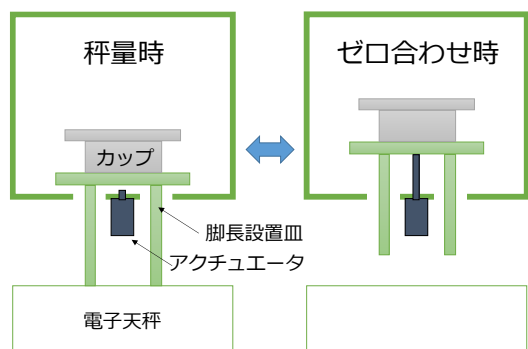 秤量時
ゼロ合わせ時
カップ
脚長設置皿
アクチュエータ
電子天秤